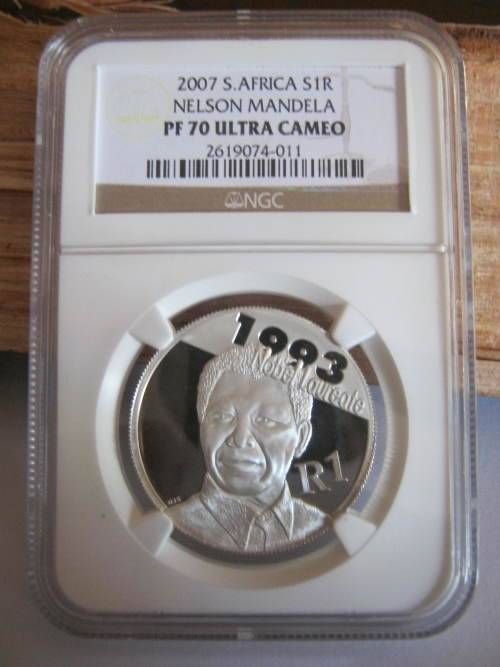 2007 S.AFRICA S1R
NELSON MANDELA
PF 70 ULTRA CAMEO
2619074-011
NGC
1993
Nobel Laureate
R1